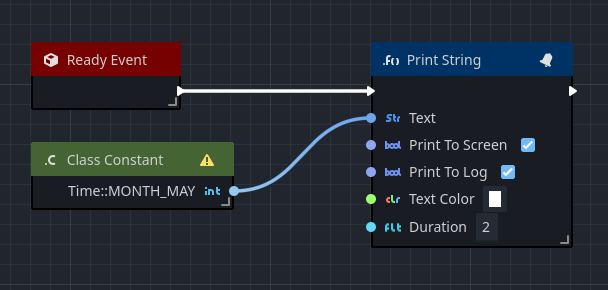 Ready Event
.fo Print String
Str Text
bool Print To Screen
bool Print To Log
clr Text Color
flt Duration 2
.C Class Constant
Time::MONTH_MAY int